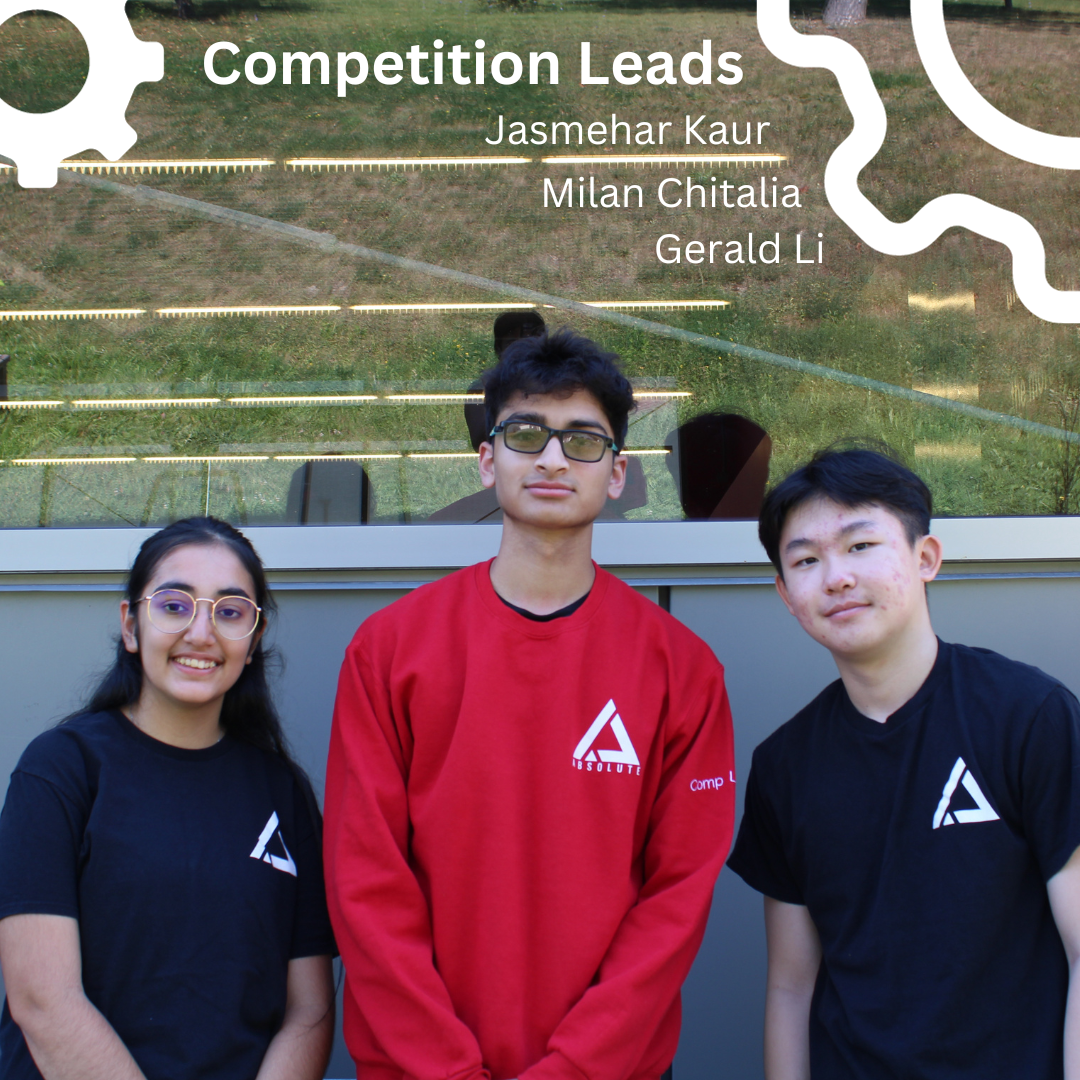 Competition Leads
Jasmehar Kaur
Milan Chitalia
Gerald Li
ABSOLUTE
Comp L